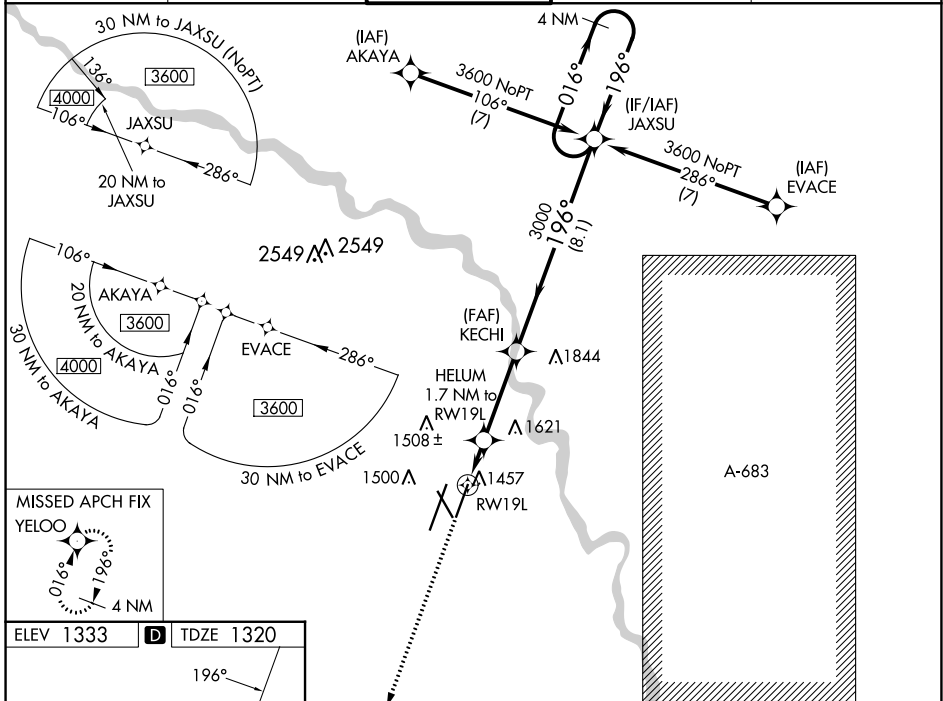 30 NM to JAXSU (NoPT)
136°
3600
4000
106°
JAXSU
286°
20 NM to
JAXSU
4 NM
(IAF)
AKAYA
3600 NoPT
106°
(7)
016°
196°
(IF/IAF)
JAXSU
3600 NoPT
286°
(7)
(IAF)
EVACE
3000
196°
(8.1)
2549
2549
106°
AKAYA
20 NM to AKAYA
3600
30 NM to AKAYA
4000
016°
016°
EVACE
286°
3600
30 NM to EVACE
(FAF)
KECHI
1844
HELUM
1.7 NM to
RW19L
1508 ±
1621
1500
1457
RW19L
A-683
MISSED APCH FIX
YELOO
016°
196°
4 NM
ELEV 1333 D TDZE 1320
196°